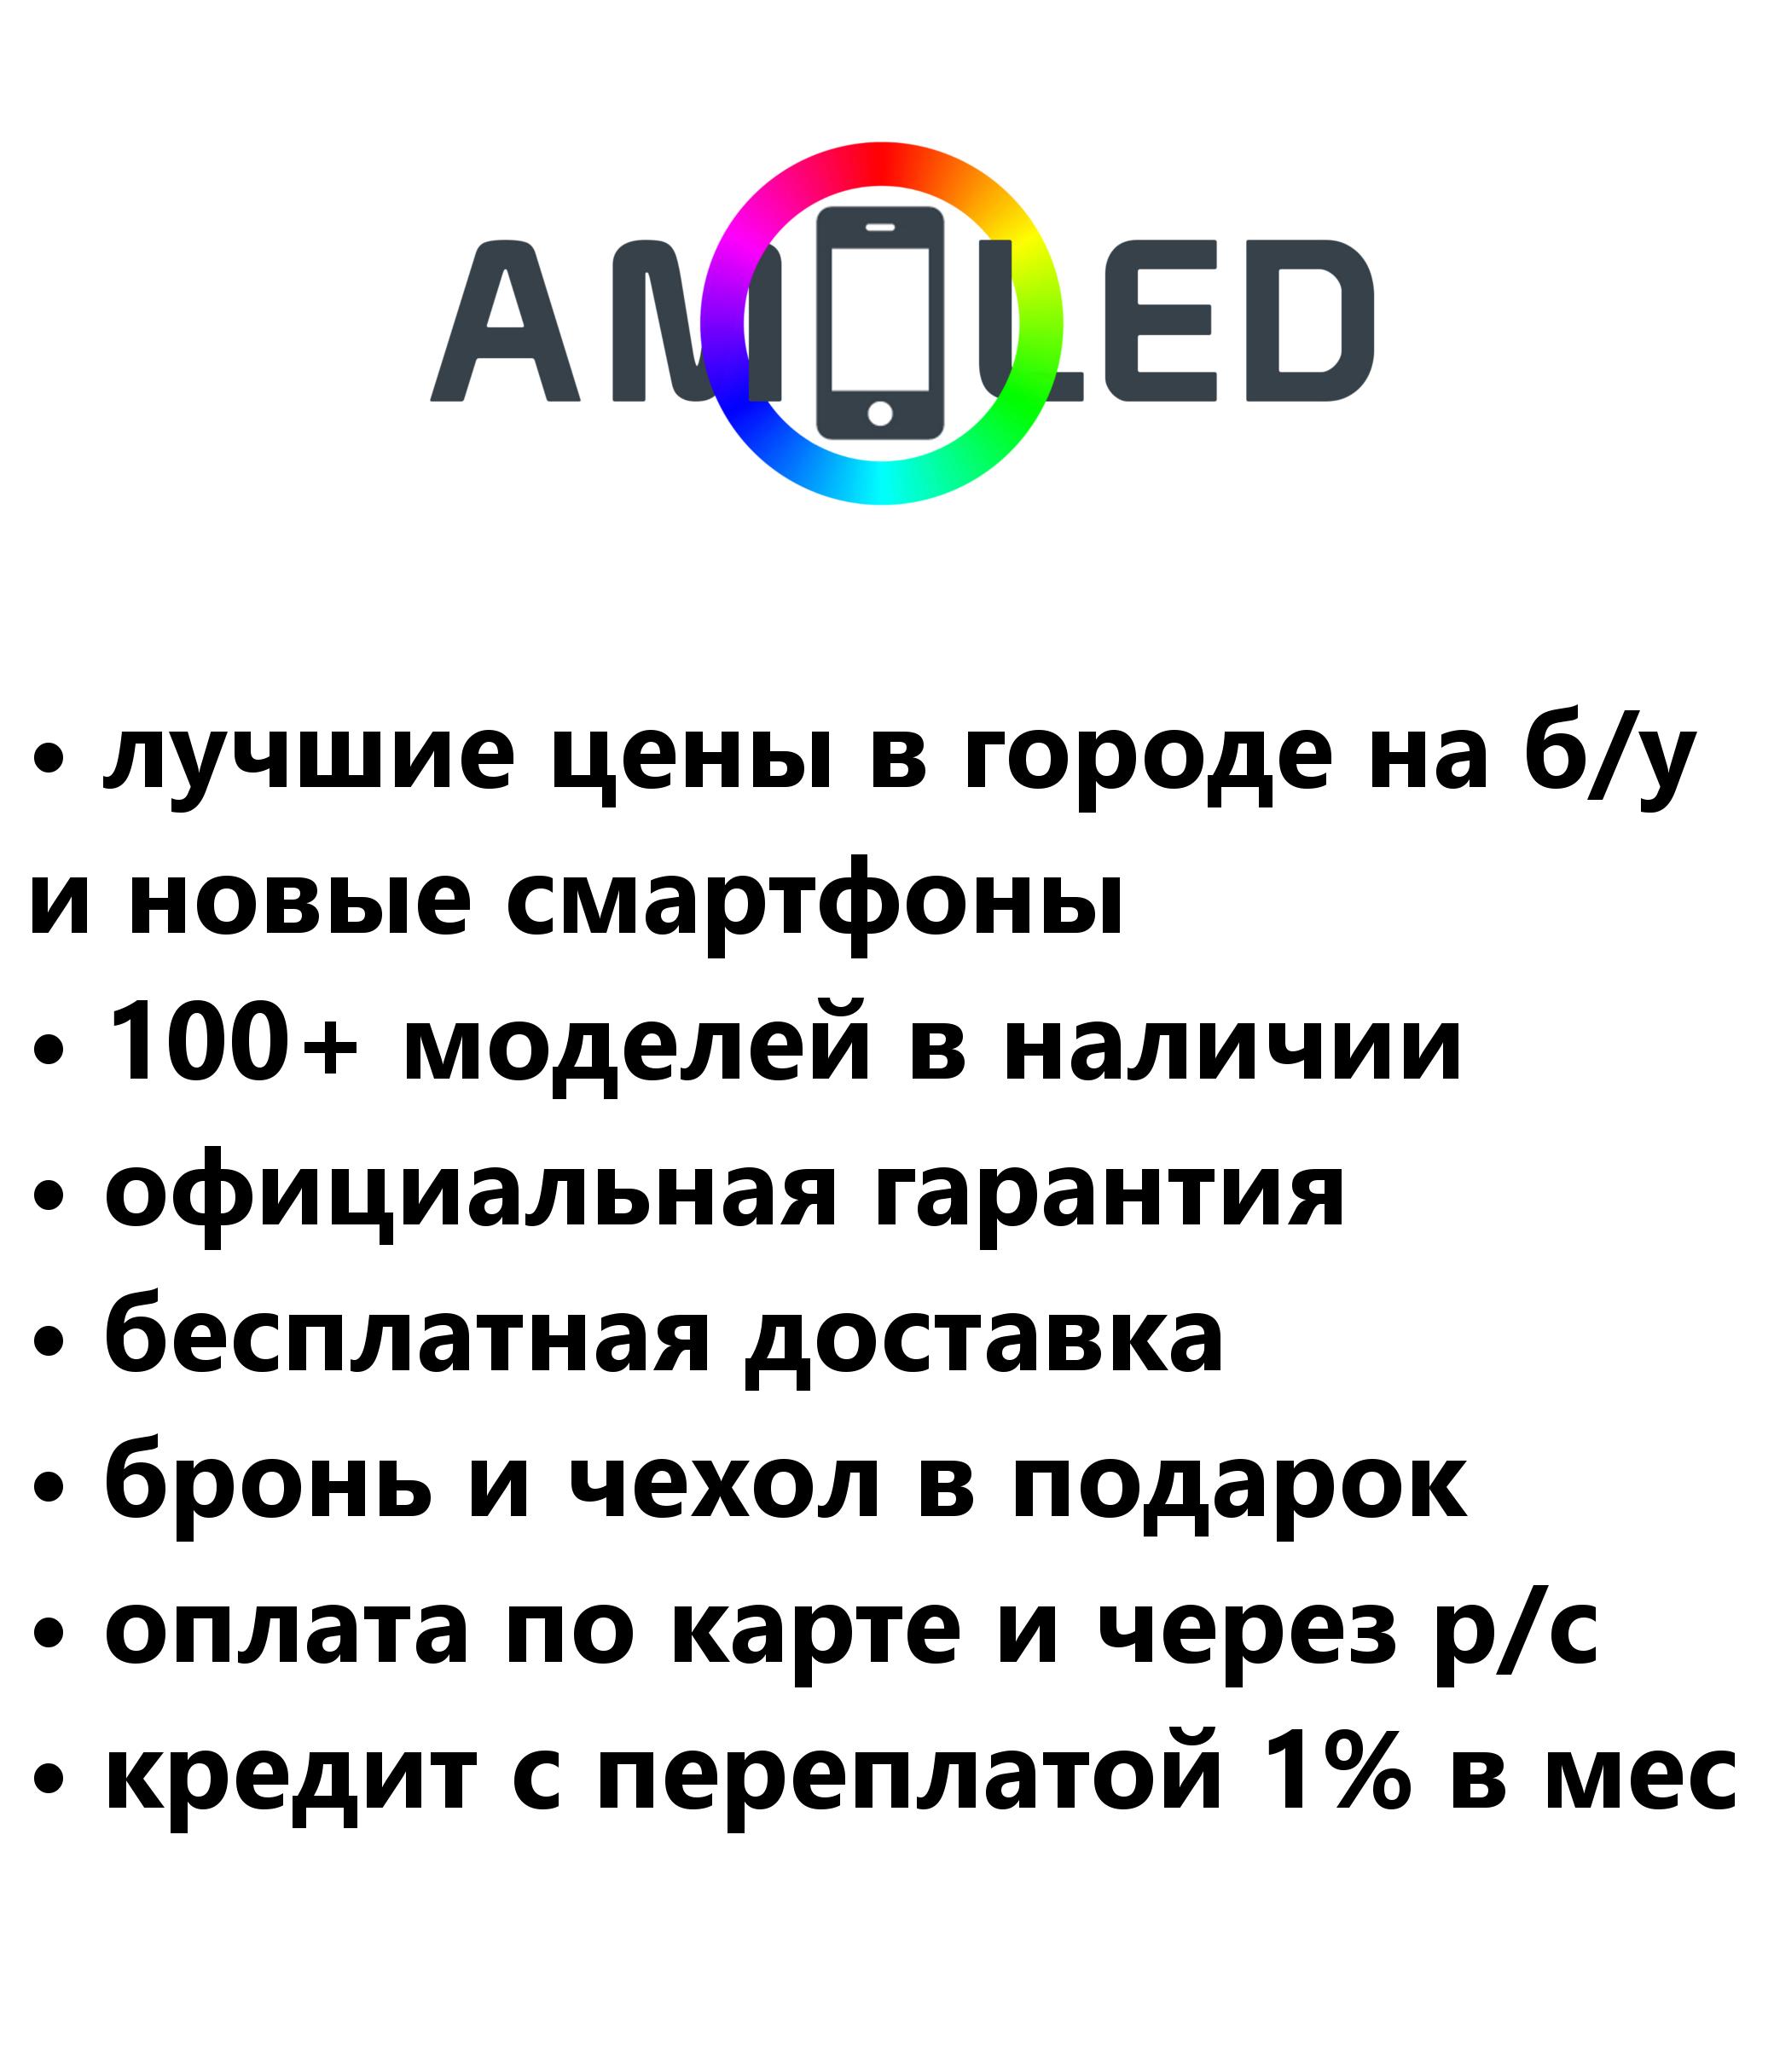 AMOLED
• лучшие цены в городе на б/у
и новые смартфоны
• 100+ моделей в наличии
• официальная гарантия
• бесплатная доставка
• бронь и чехол в подарок
• оплата по карте и через р/с
• кредит с переплатой 1% в мес